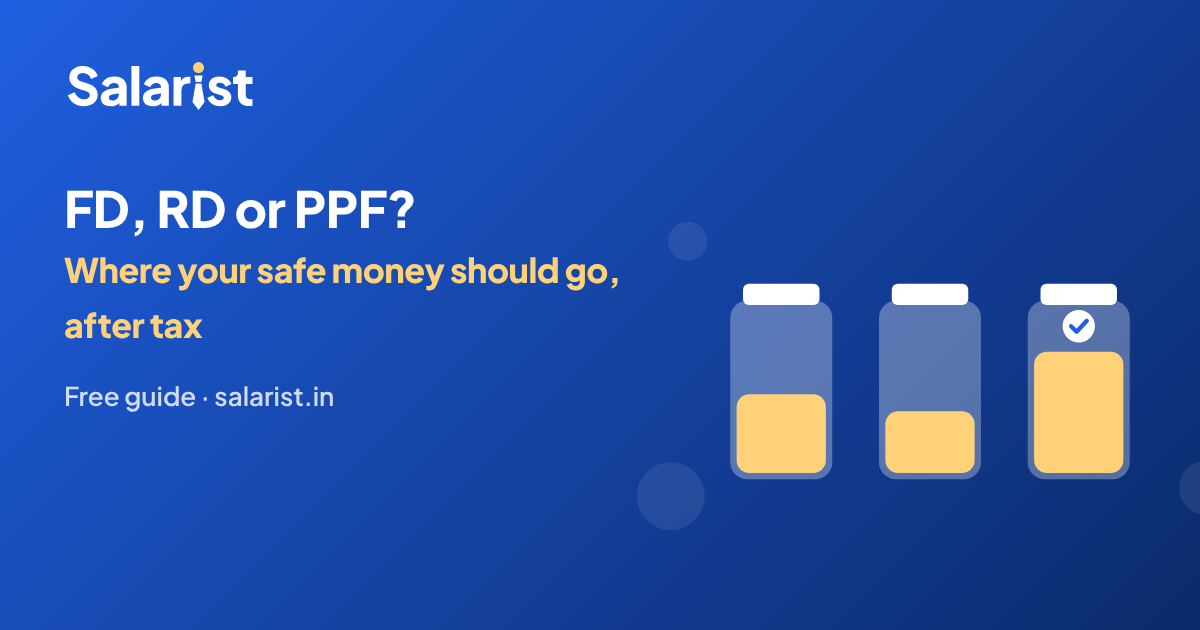 Salarist
FD, RD or PPF?
Where your safe money should go,
after tax
Free guide · salarist.in